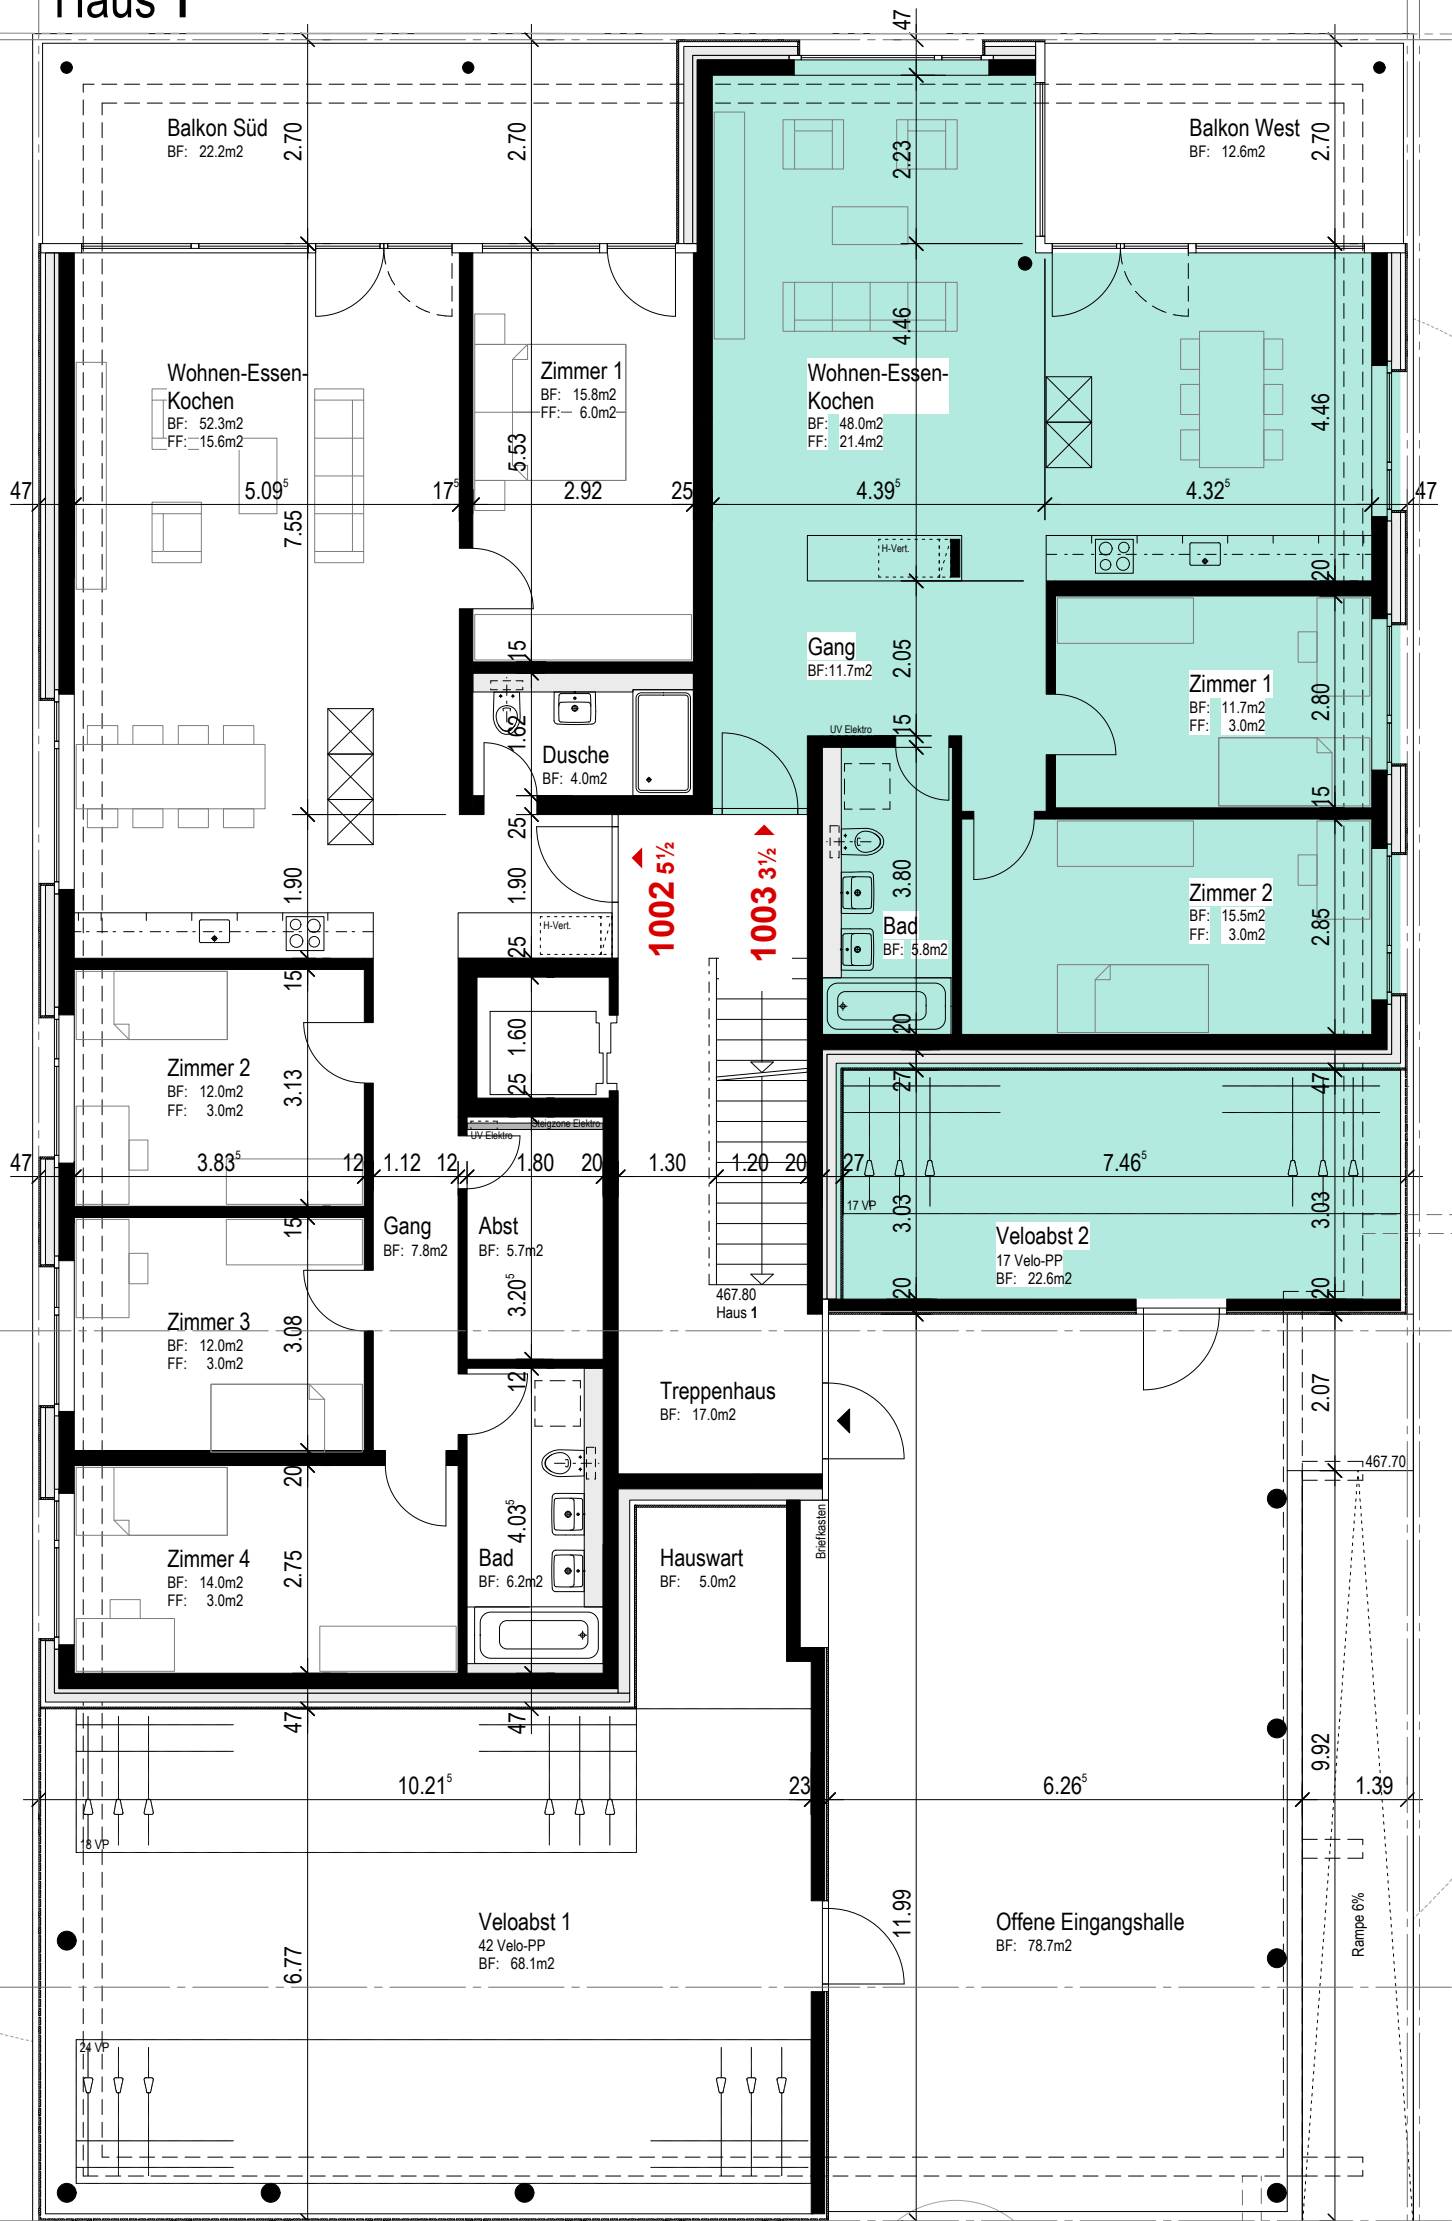 Haus 1
47
Balkon Süd
BF: 22.2m2
2.70
2.70
2.23
Balkon West
BF: 12.6m2
2.70
Wohnen-Essen-
Kochen
BF: 52.3m2
FF: 15.6m2
Zimmer 1
BF: 15.8m2
FF: 6.0m2
5.53
4.46
Wohnen-Essen-
Kochen
BF: 48.0m2
FF: 21.4m2
4.46
47
5.09⁵
17⁵
2.92
25
4.39⁵
4.32⁵
47
7.55
H-Vert.
20
15
Gang
BF:11.7m2
2.05
15
UV Elektro
Zimmer 1
BF: 11.7m2
FF: 3.0m2
2.80
15
1.62
Dusche
BF: 4.0m2
25
1.90
1.90
H-Vert.
25
1002 5½
1003 3½
3.80
Bad
BF: 5.8m2
20
Zimmer 2
BF: 15.5m2
FF: 3.0m2
2.85
15
Zimmer 2
BF: 12.0m2
FF: 3.0m2
3.13
1.60
25
27
47
UV Elektro
Steigzone Elektro
47
3.83⁵
12
1.12
12
1.80
20
1.30
1.20
20
27
7.46⁵
17 VP
3.03
3.03
15
Gang
BF: 7.8m2
Abst
BF: 5.7m2
3.20⁵
Veloabst 2
17 Velo-PP
BF: 22.6m2
20
20
467.80
Haus 1
Zimmer 3
BF: 12.0m2
FF: 3.0m2
3.08
12
Treppenhaus
BF: 17.0m2
2.07
467.70
20
Zimmer 4
BF: 14.0m2
FF: 3.0m2
2.75
4.03⁵
Bad
BF: 6.2m2
Hauswart
BF: 5.0m2
Briefkasten
47
47
10.21⁵
23
6.26⁵
1.39
9.92
18 VP
Veloabst 1
42 Velo-PP
BF: 68.1m2
6.77
11.99
Offene Eingangshalle
BF: 78.7m2
Rampe 6%
24 VP